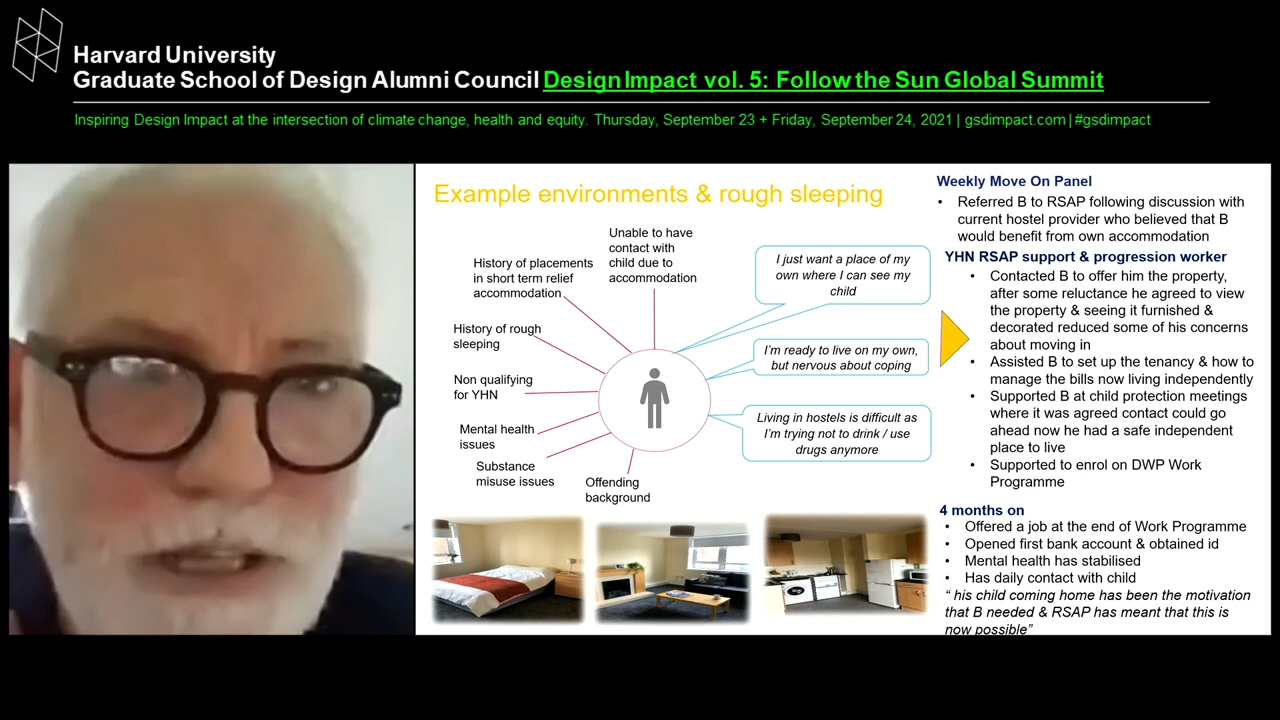 Harvard University
Graduate School of Design Alumni Council Design Impact vol. 5: Follow the Sun Global Summit
Inspiring Design Impact at the intersection of climate change, health and equity. Thursday, September 23 + Friday, September 24, 2021 | gsdimpact.com | #gsdimpact
Example environments & rough sleeping
Unable to have
contact with
child due to
accommodation
History of placements
in short term relief
accommodation
History of rough
sleeping
Non qualifying
for YHN
Mental health
issues
Substance
misuse issues
Offending
background
I just want a place of my
own where I can see my
child
I'm ready to live on my own,
but nervous about coping
Living in hostels is difficult as
I'm trying not to drink / use
drugs anymore
Weekly Move On Panel
• Referred B to RSAP following discussion with
current hostel provider who believed that B
would benefit from own accommodation
YHN RSAP support & progression worker
• Contacted B to offer him the property,
after some reluctance he agreed to view
the property & seeing it furnished &
decorated reduced some of his concerns
about moving in
• Assisted B to set up the tenancy & how to
manage the bills now living independently
• Supported B at child protection meetings
where it was agreed contact could go
ahead now he had a safe independent
place to live
• Supported to enrol on DWP Work
Programme
4 months on
• Offered a job at the end of Work Programme
• Opened first bank account & obtained id
• Mental health has stabilised
• Has daily contact with child
“ his child coming home has been the motivation
that B needed & RSAP has meant that this is
now possible”